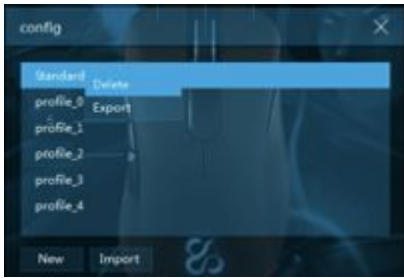 config
Standard
Delete
profile_0
Export
profile_1
profile_2
profile_3
profile_4
New
Import